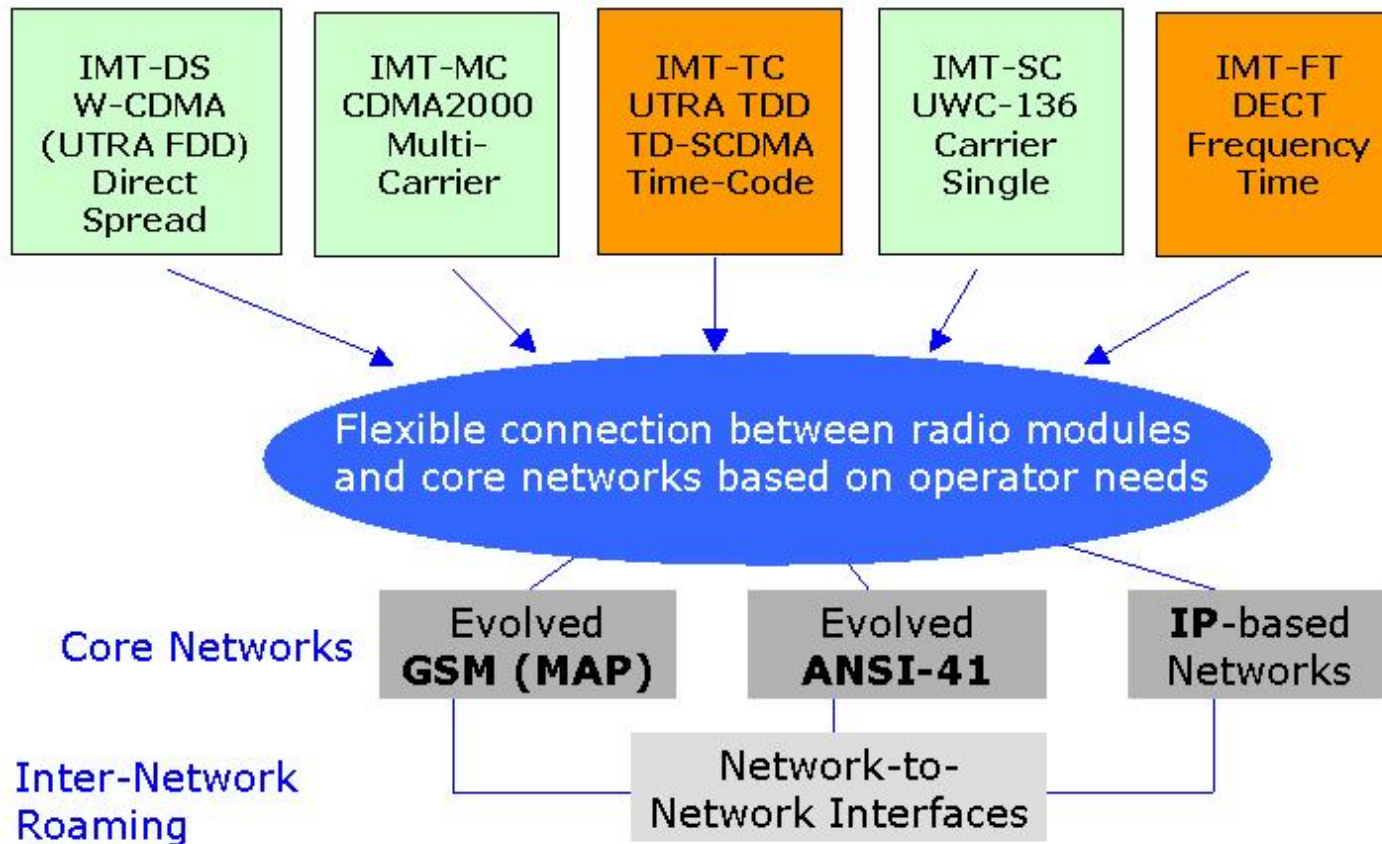 IMT-DS
W-CDMA
(UTRA FDD)
Direct
Spread
IMT-MC
CDMA2000
Multi-
Carrier
IMT-TC
UTRA TDD
TD-SCDMA
Time-Code
IMT-SC
UWC-136
Carrier
Single
IMT-FT
DECT
Frequency
Time
Flexible connection between radio modules
and core networks based on operator needs
Core Networks
Evolved
GSM (MAP)
Evolved
ANSI-41
IP-based
Networks
Inter-Network
Roaming
Network-to-
Network Interfaces